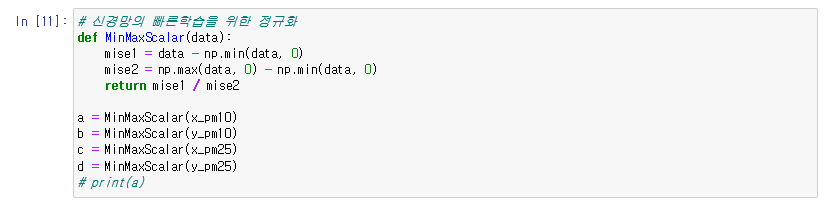 In [11]: # 신경망의 빠른학습을 위한 정규화
def MinMaxScalar(data):
    mise1 = data - np.min(data, 0)
    mise2 = np.max(data, 0) - np.min(data, 0)
    return mise1 / mise2

a = MinMaxScalar(x_pm10)
b = MinMaxScalar(y_pm10)
c = MinMaxScalar(x_pm25)
d = MinMaxScalar(y_pm25)
# print(a)